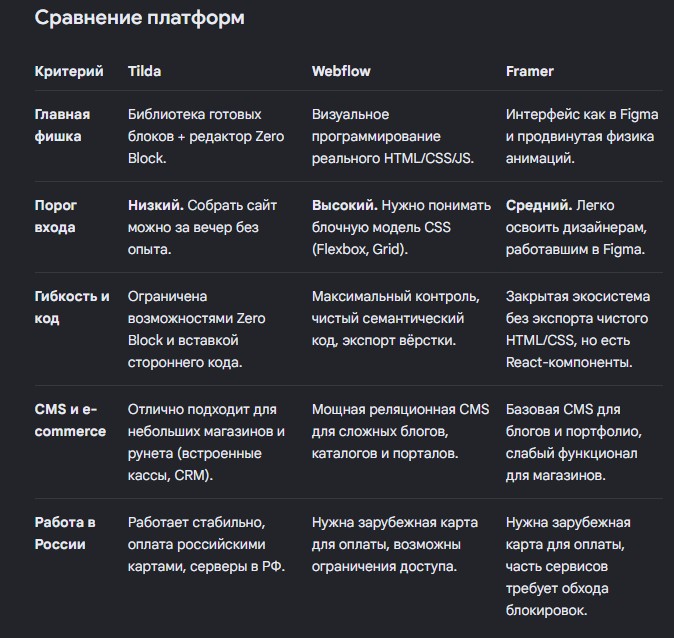 Сравнение платформ
Критерий Tilda Webflow Framer
Главная Библиотека готовых Визуальное Интерфейс как в Figma
фишка блоков + редактор Zero программирование и продвинутая физика
Block. реального HTML/CSS/JS. анимаций.
Порог Низкий. Собрать сайт Высокий. Нужно понимать Средний. Легко
входа можно за вечер без блочную модель CSS освоить дизайнерам,
опыта. (Flexbox, Grid). работавшим в Figma.
Гибкость и Ограничена Максимальный контроль, Закрытая экосистема
код возможностями Zero чистый семантический без экспорта чистого
Block и вставкой код, экспорт вёрстки. HTML/CSS, но есть
стороннего кода. React-компоненты.
CMS и e- Отлично подходит для Мощная реляционная CMS Базовая CMS для
commerce небольших магазинов и для сложных блогов, блогов и портфолио,
рунета (встроенные каталогов и порталов. слабый функционал
кассы, CRM). для магазинов.
Работа в Работает стабильно, Нужна зарубежная карта Нужна зарубежная
России оплата российскими для оплаты, возможны карта для оплаты,
картами, серверы в РФ. ограничения доступа. часть сервисов
требует обхода
блокировок.